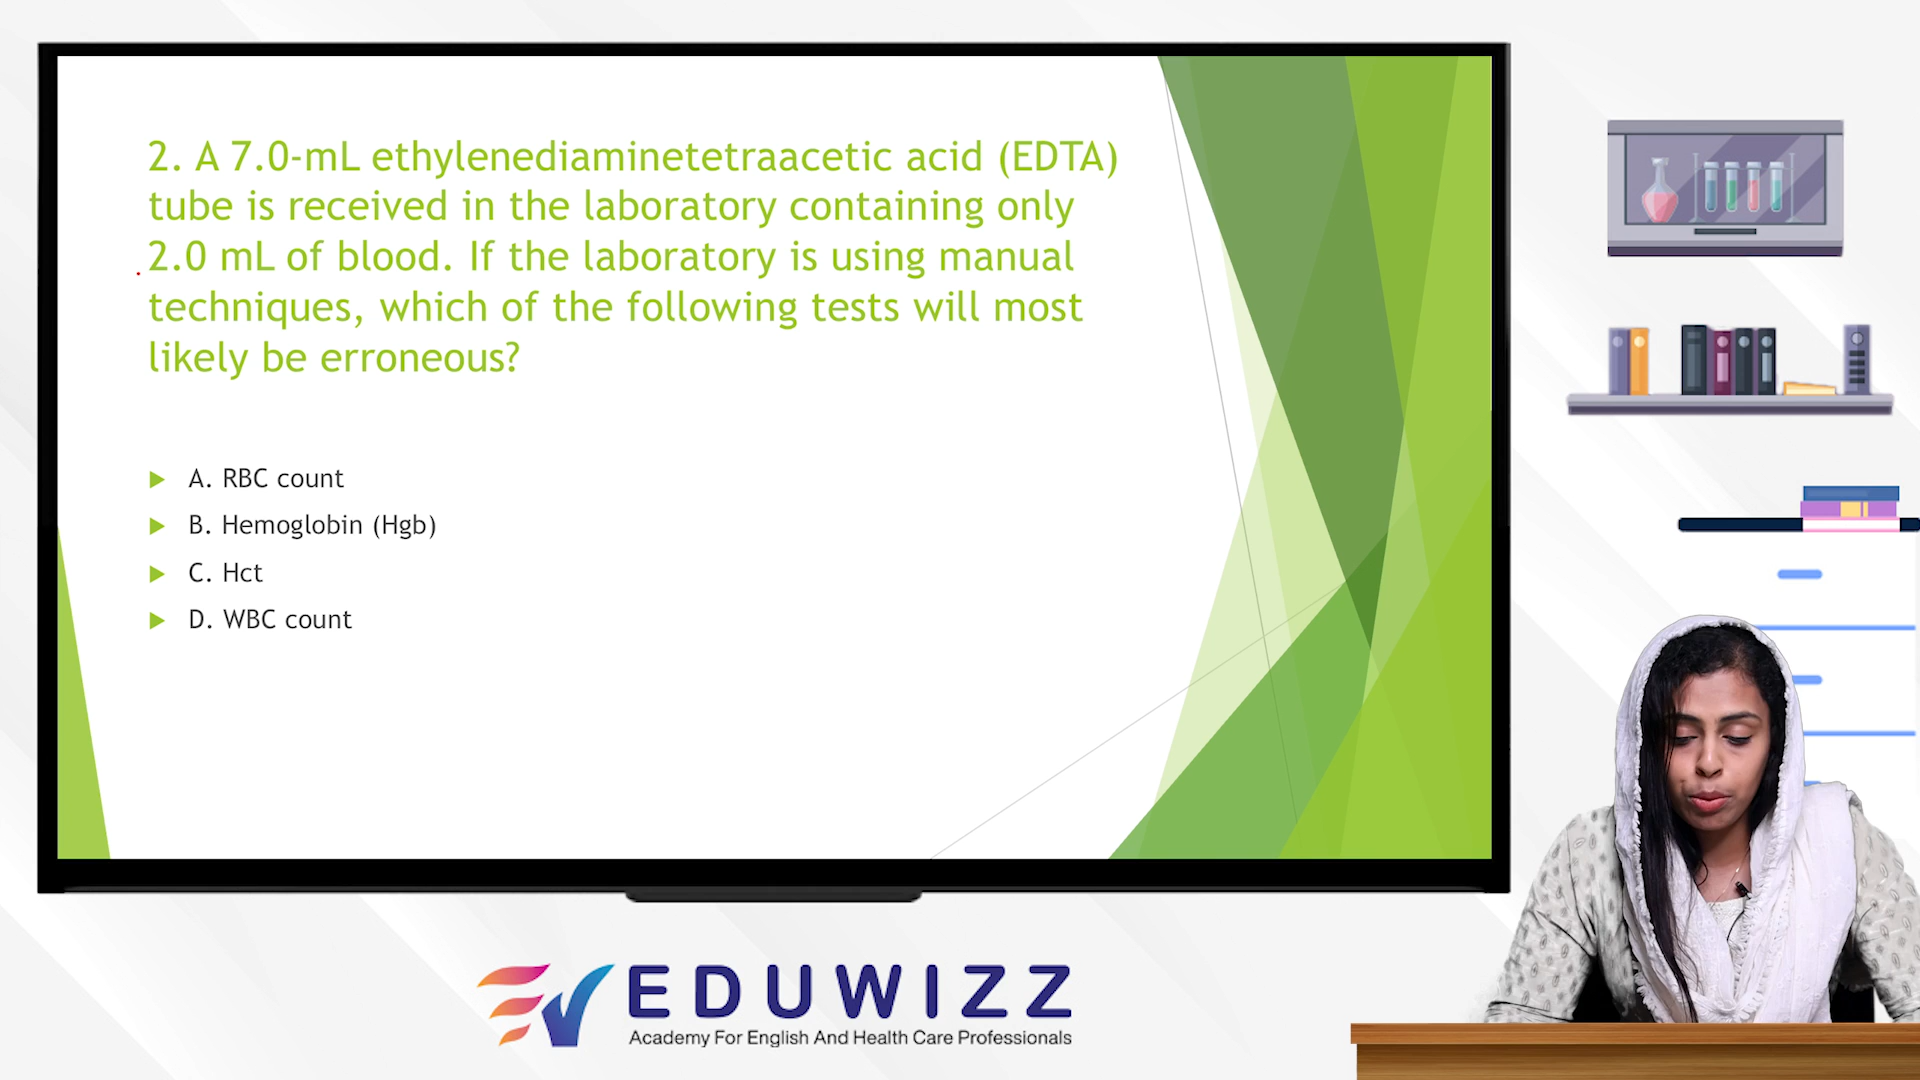 2. A 7.0-mL ethylenediaminetetraacetic acid (EDTA)
tube is received in the laboratory containing only
2.0 mL of blood. If the laboratory is using manual
techniques, which of the following tests will most
likely be erroneous?
A. RBC count
B. Hemoglobin (Hgb)
C. Hct
D. WBC count
EDUWIZZ
Academy For English And Health Care Professionals